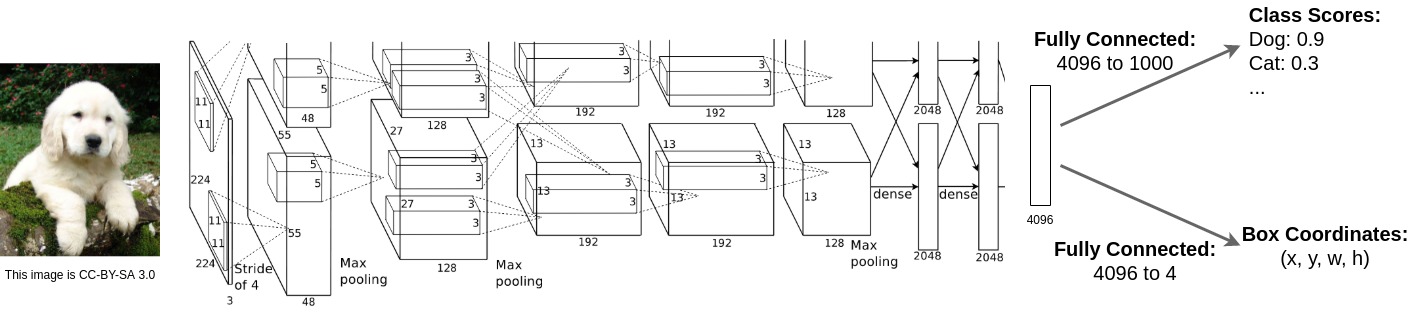 This image is CC-BY-SA 3.0
11
11
11
11
224
224
3
Stride
of 4
5
5
48
55
5
5
55
48
Max
pooling
3
3
3
128
27
3
3
27
3
3
128
Max
pooling
3
3
192
13
3
13
3
192
3
3
192
13
3
3
13
192
128
13
13
128
Max
pooling
dense
dense
2048
2048
2048
2048
4096
Fully Connected:
4096 to 1000
Class Scores:
Dog: 0.9
Cat: 0.3
...
Fully Connected:
4096 to 4
Box Coordinates:
(x, y, w, h)